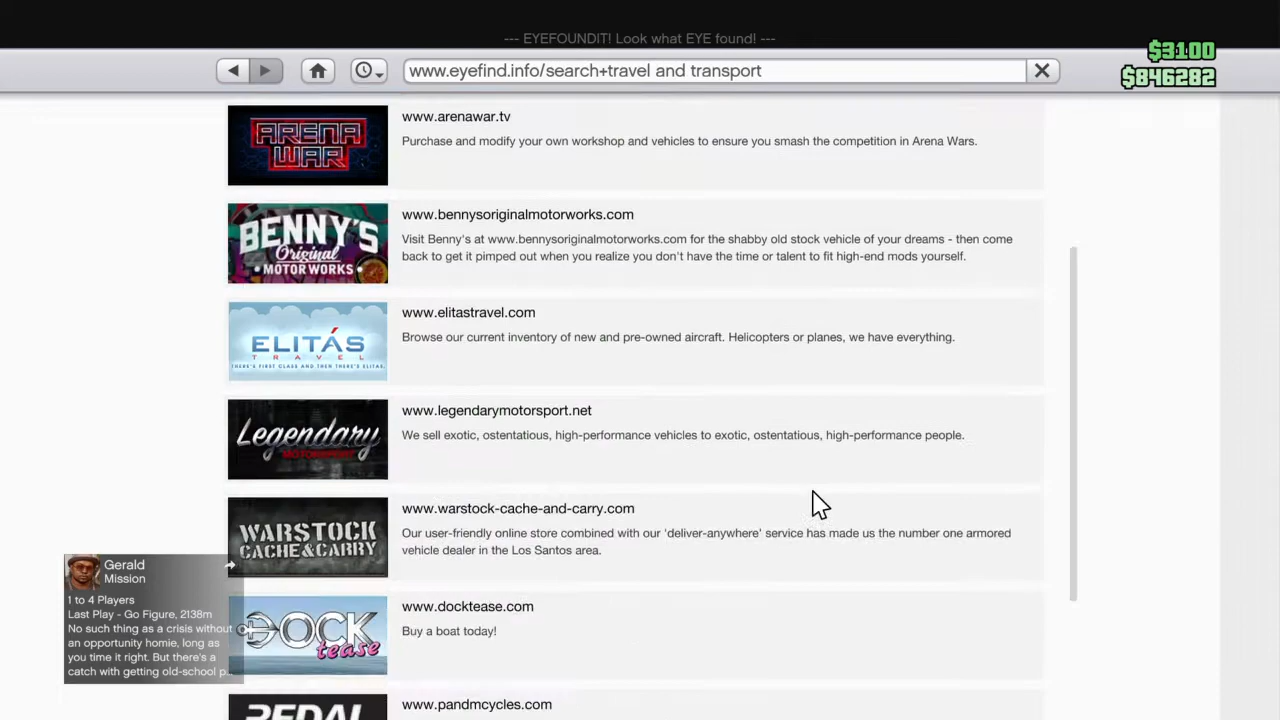 --- EYEFOUNDIT! Look what EYE found! ---
www.eyefind.info/search+travel and transport
$3100
$846282
ARENA
WAR
www.arenawar.tv
Purchase and modify your own workshop and vehicles to ensure you smash the competition in Arena Wars.
BENNY'S
Original
MOTOR WORKS
www.bennysoriginalmotorworks.com
Visit Benny's at www.bennysoriginalmotorworks.com for the shabby old stock vehicle of your dreams - then come
back to get it pimped out when you realize you don't have the time or talent to fit high-end mods yourself.
ELITÁS
TRAVEL
THERE'S FIRST CLASS AND THEN THERE'S ELITAS.
www.elitastravel.com
Browse our current inventory of new and pre-owned aircraft. Helicopters or planes, we have everything.
Legendary
MOTORSPORT
www.legendarymotorsport.net
We sell exotic, ostentatious, high-performance vehicles to exotic, ostentatious, high-performance people.
WARSTOCK
CACHE&CARRY
www.warstock-cache-and-carry.com
Our user-friendly online store combined with our 'deliver-anywhere' service has made us the number one armored
vehicle dealer in the Los Santos area.
Gerald
Mission
1 to 4 Players
Last Play - Go Figure, 2138m
No such thing as a crisis without
an opportunity homie, long as
you time it right. But there's a
catch with getting old-school p...
DOCK
tease
www.docktease.com
Buy a boat today!
PEDAL
www.pandmcycles.com